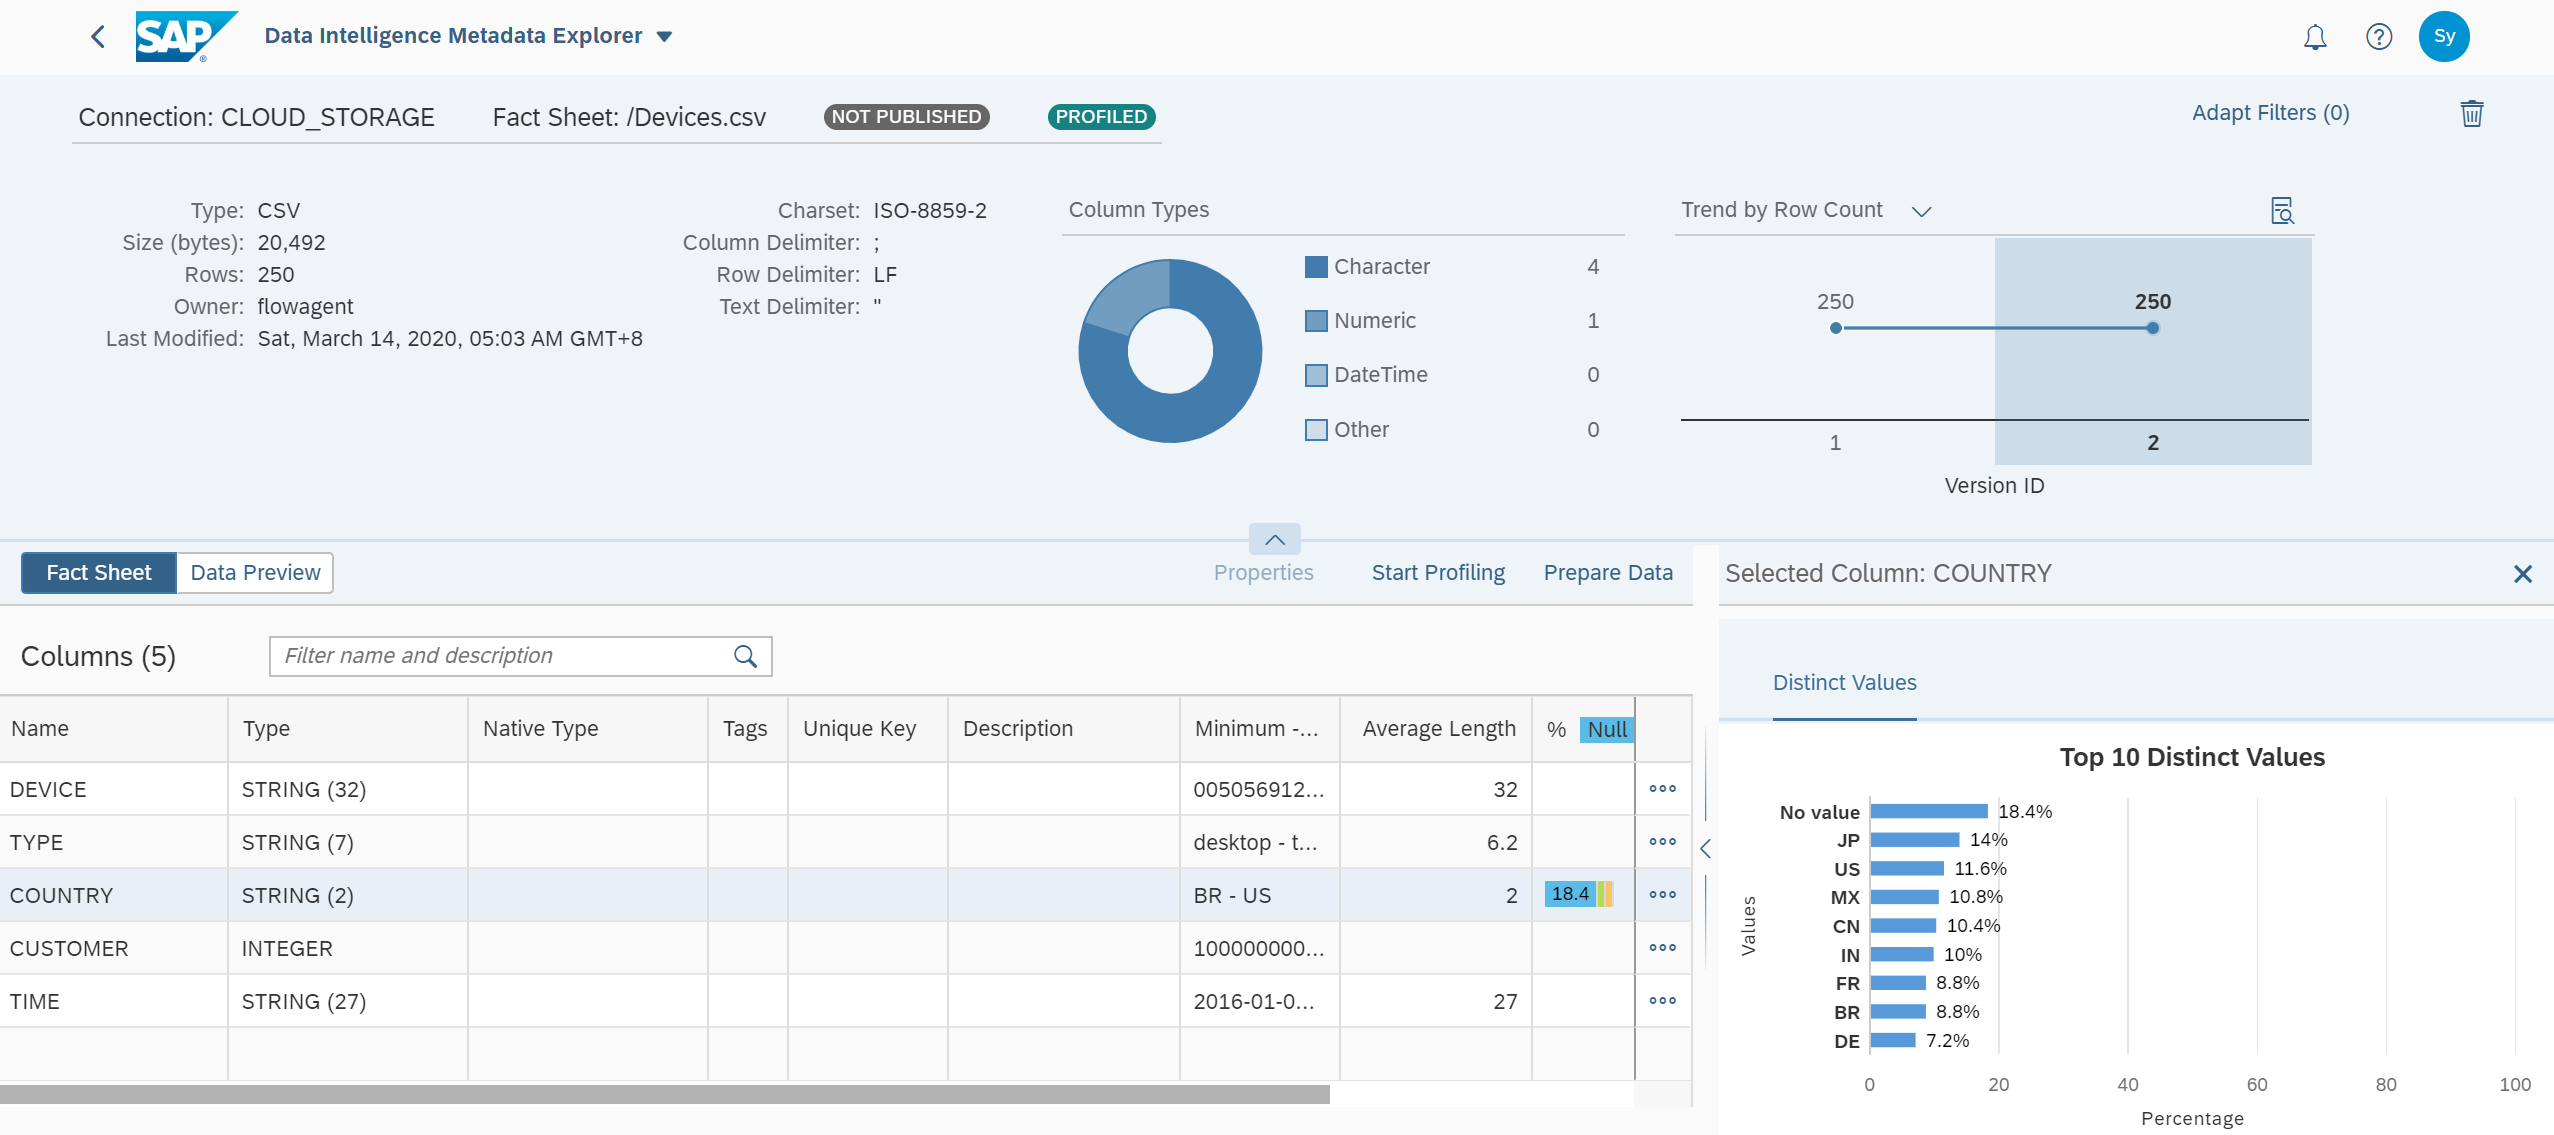 SAP
Data Intelligence Metadata Explorer
Sy
Connection: CLOUD_STORAGE
Fact Sheet: /Devices.csv
NOT PUBLISHED
PROFILED
Adapt Filters (0)
Type: CSV
Size (bytes): 20,492
Rows: 250
Owner: flowagent
Last Modified: Sat, March 14, 2020, 05:03 AM GMT+8
Charset: ISO-8859-2
Column Delimiter: ;
Row Delimiter: LF
Text Delimiter: "
Column Types
Character 4
Numeric 1
DateTime 0
Other 0
Trend by Row Count
250 250
1 2
Version ID
Fact Sheet
Data Preview
Properties
Start Profiling
Prepare Data
Columns (5)
Filter name and description
Name Type Native Type Tags Unique Key Description Minimum -... Average Length % Null
DEVICE STRING (32) 005056912... 32
TYPE STRING (7) desktop - t... 6.2
COUNTRY STRING (2) BR - US 2 18.4
CUSTOMER INTEGER 100000000...
TIME STRING (27) 2016-01-0... 27
Selected Column: COUNTRY
Distinct Values
Top 10 Distinct Values
Values
No value 18.4%
JP 14%
US 11.6%
MX 10.8%
CN 10.4%
IN 10%
FR 8.8%
BR 8.8%
DE 7.2%
0 20 40 60 80 100
Percentage